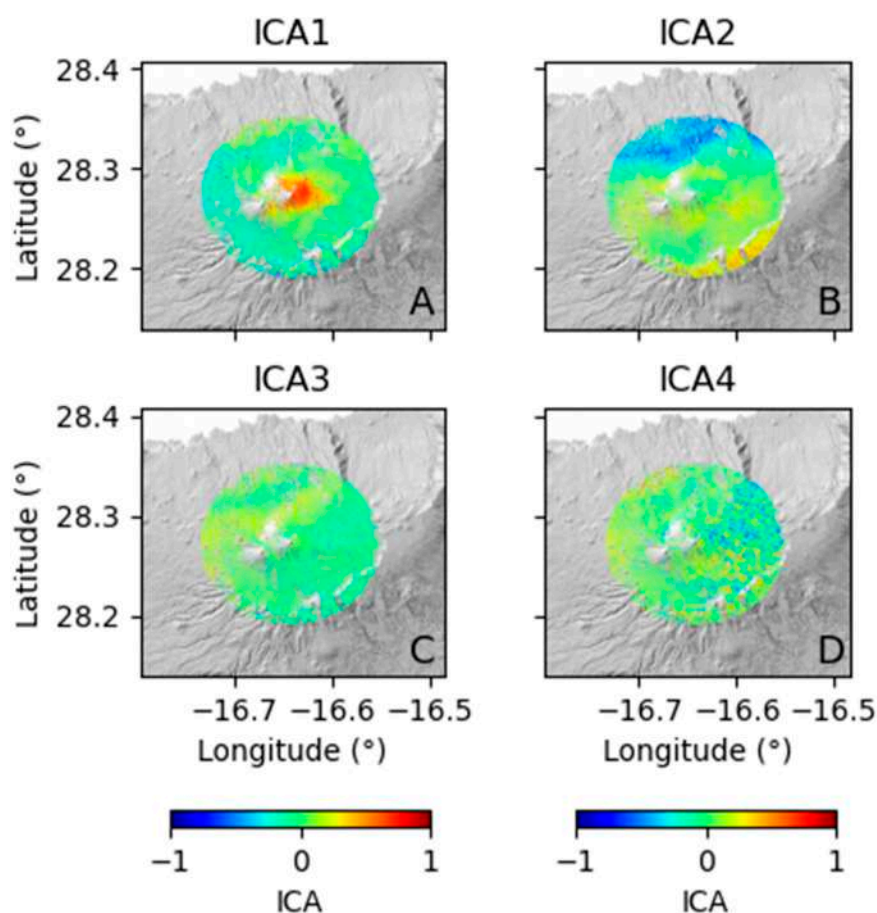 ICA1 ICA2
28.4
28.3
28.2
Latitude (°)
A B
ICA3 ICA4
28.4
28.3
28.2
Latitude (°)
C D
−16.7 −16.6 −16.5 −16.7 −16.6 −16.5
Longitude (°) Longitude (°)
−1 0 1 −1 0 1
ICA ICA